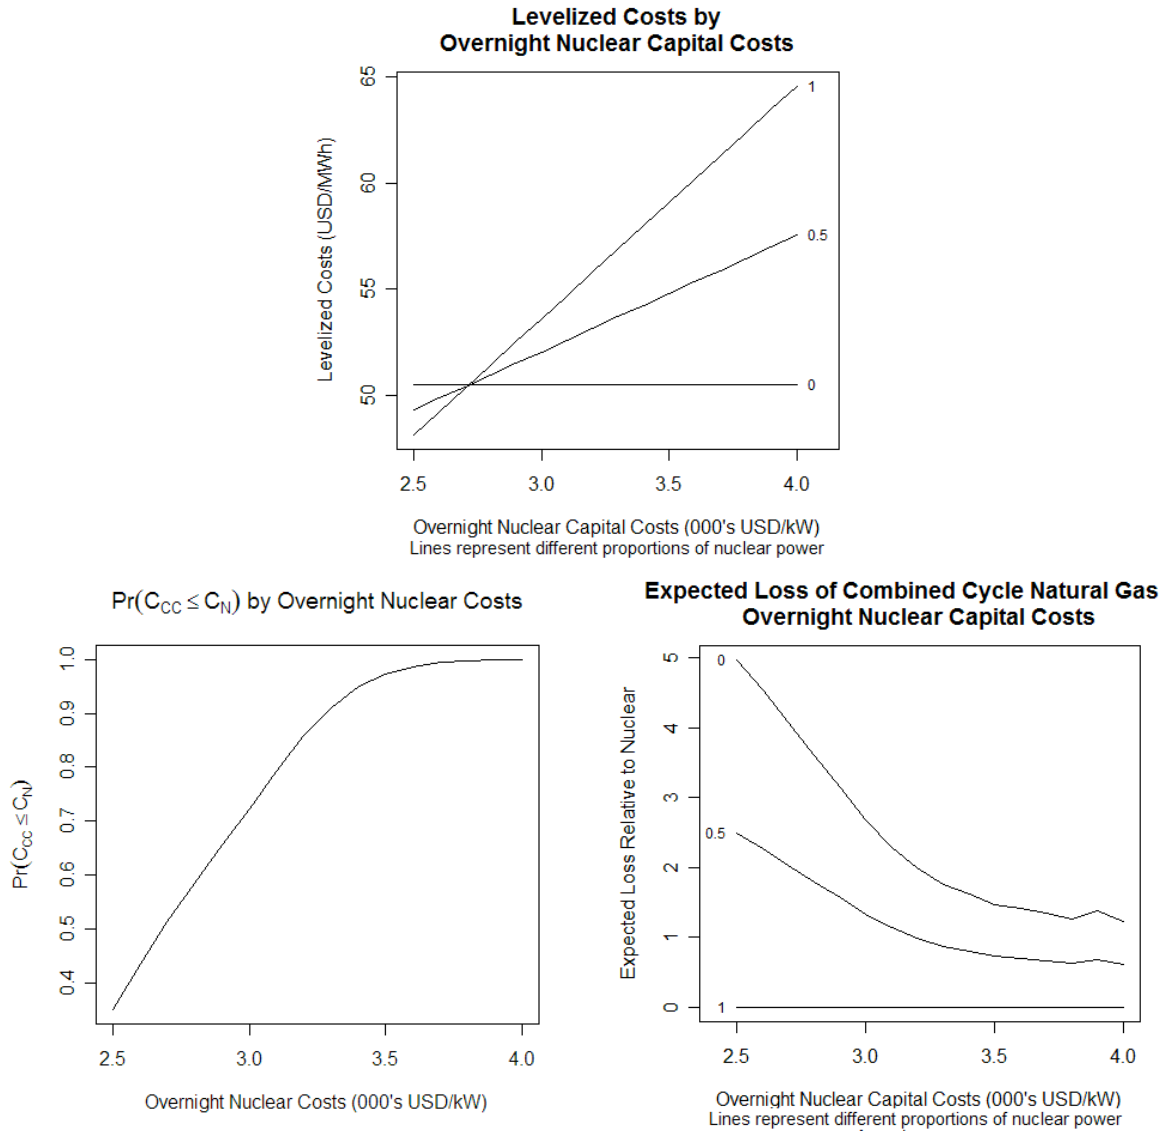 Levelized Costs by
Overnight Nuclear Capital Costs
Levelized Costs (USD/MWh)
65
60
55
50
1
0.5
0
2.5 3.0 3.5 4.0
Overnight Nuclear Capital Costs (000's USD/kW)
Lines represent different proportions of nuclear power
Pr(C_CC ≤ C_N) by Overnight Nuclear Costs
Pr(C_CC ≤ C_N)
1.0
0.9
0.8
0.7
0.6
0.5
0.4
2.5 3.0 3.5 4.0
Overnight Nuclear Costs (000's USD/kW)
Expected Loss of Combined Cycle Natural Gas
Overnight Nuclear Capital Costs
Expected Loss Relative to Nuclear
5
4
3
2
1
0
0
0.5
1
2.5 3.0 3.5 4.0
Overnight Nuclear Capital Costs (000's USD/kW)
Lines represent different proportions of nuclear power